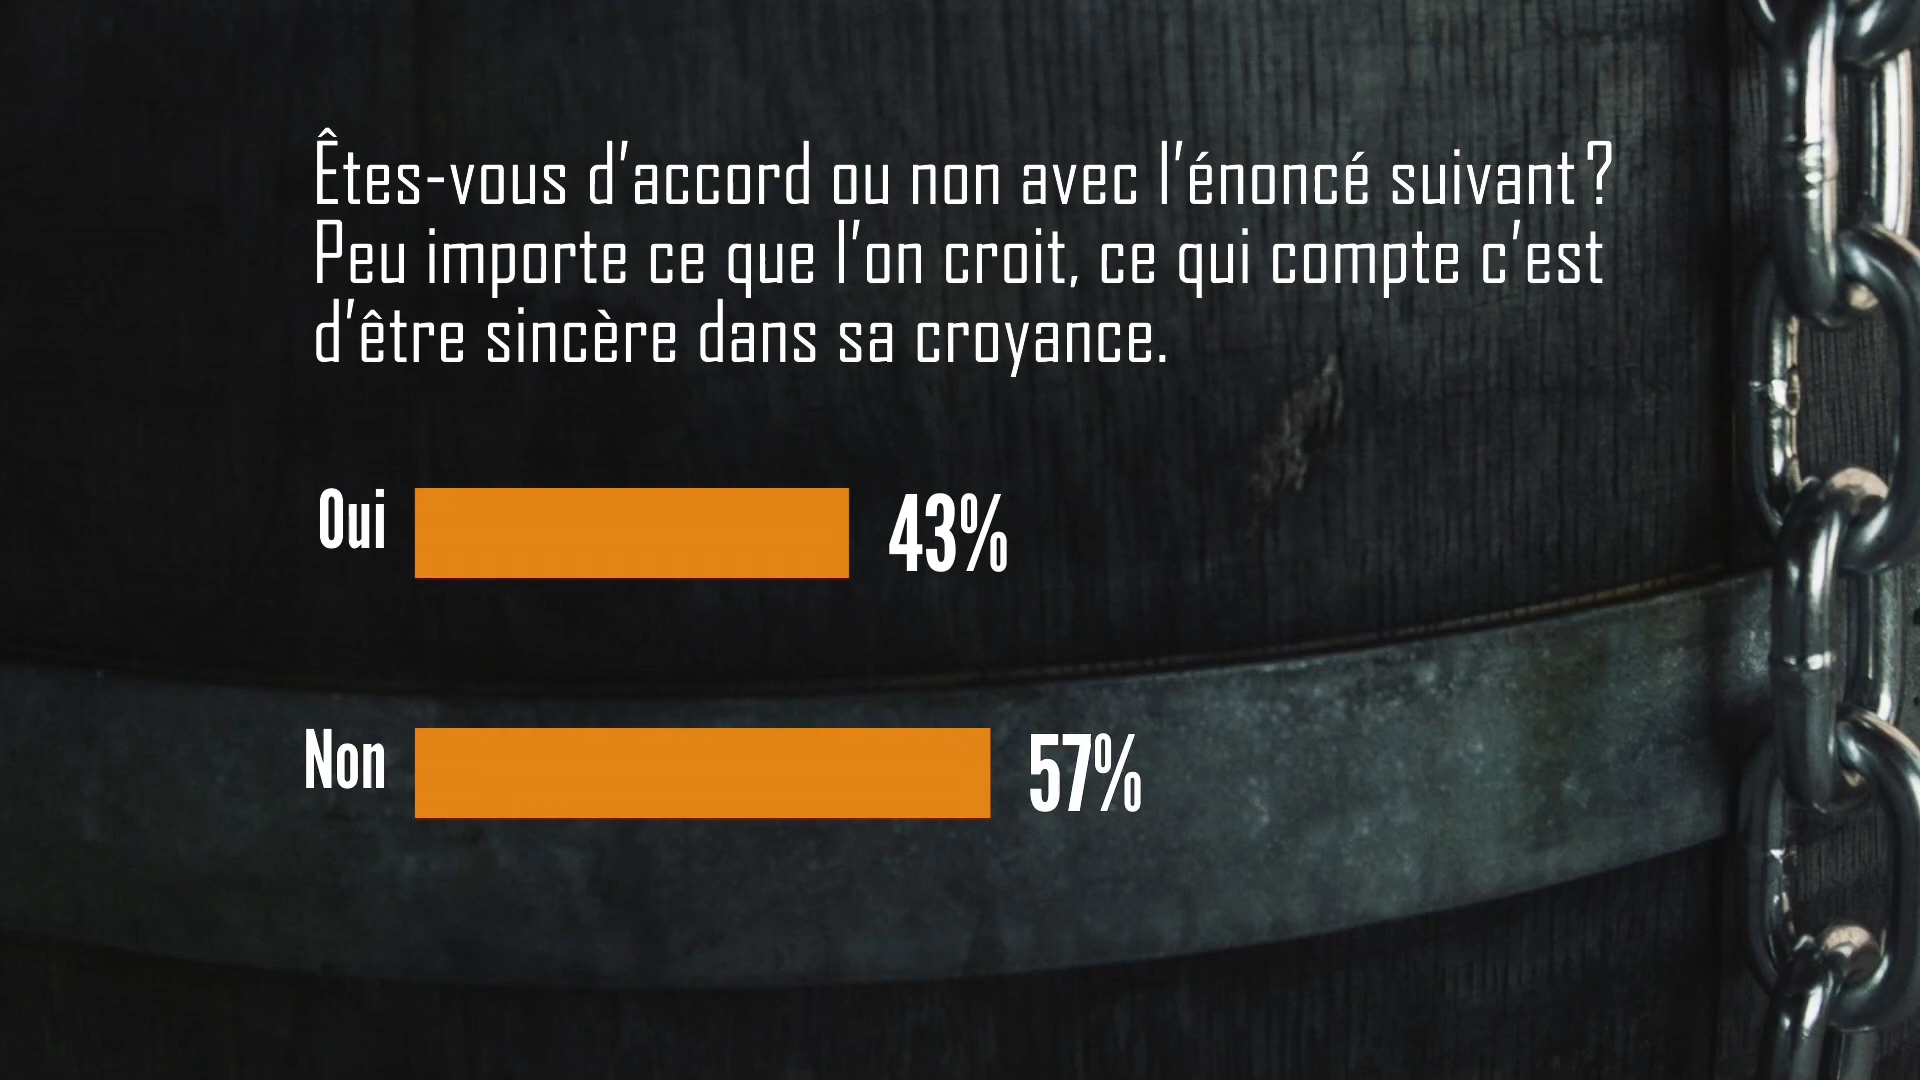 Êtes-vous d’accord ou non avec l’énoncé suivant ?
Peu importe ce que l’on croit, ce qui compte c’est
d’être sincère dans sa croyance.
Oui 43%
Non 57%